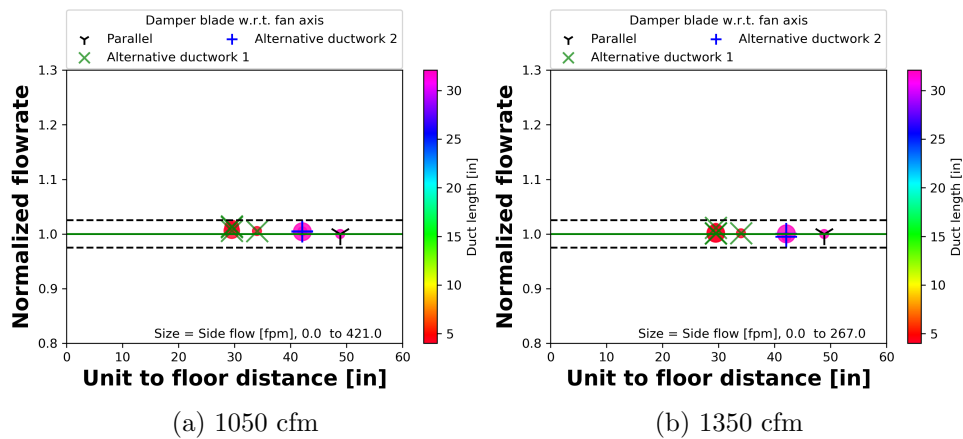 Damper blade w.r.t. fan axis
Parallel
Alternative ductwork 2
Alternative ductwork 1
1.3
1.2
1.1
1.0
0.9
0.8
Normalized flowrate
Size = Side flow [fpm], 0.0 to 421.0
0 10 20 30 40 50 60
Unit to floor distance [in]
30
25
20
15
10
5
Duct length [in]
(a) 1050 cfm
Damper blade w.r.t. fan axis
Parallel
Alternative ductwork 2
Alternative ductwork 1
1.3
1.2
1.1
1.0
0.9
0.8
Normalized flowrate
Size = Side flow [fpm], 0.0 to 267.0
0 10 20 30 40 50 60
Unit to floor distance [in]
30
25
20
15
10
5
Duct length [in]
(b) 1350 cfm